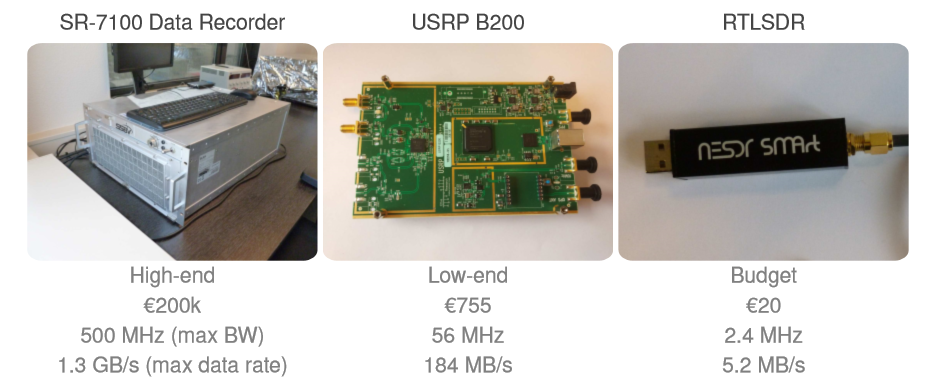 SR-7100 Data Recorder
USRP B200
RTLSDR
NESDR SMArt
High-end
Low-end
Budget
€200k
€755
€20
500 MHz (max BW)
56 MHz
2.4 MHz
1.3 GB/s (max data rate)
184 MB/s
5.2 MB/s